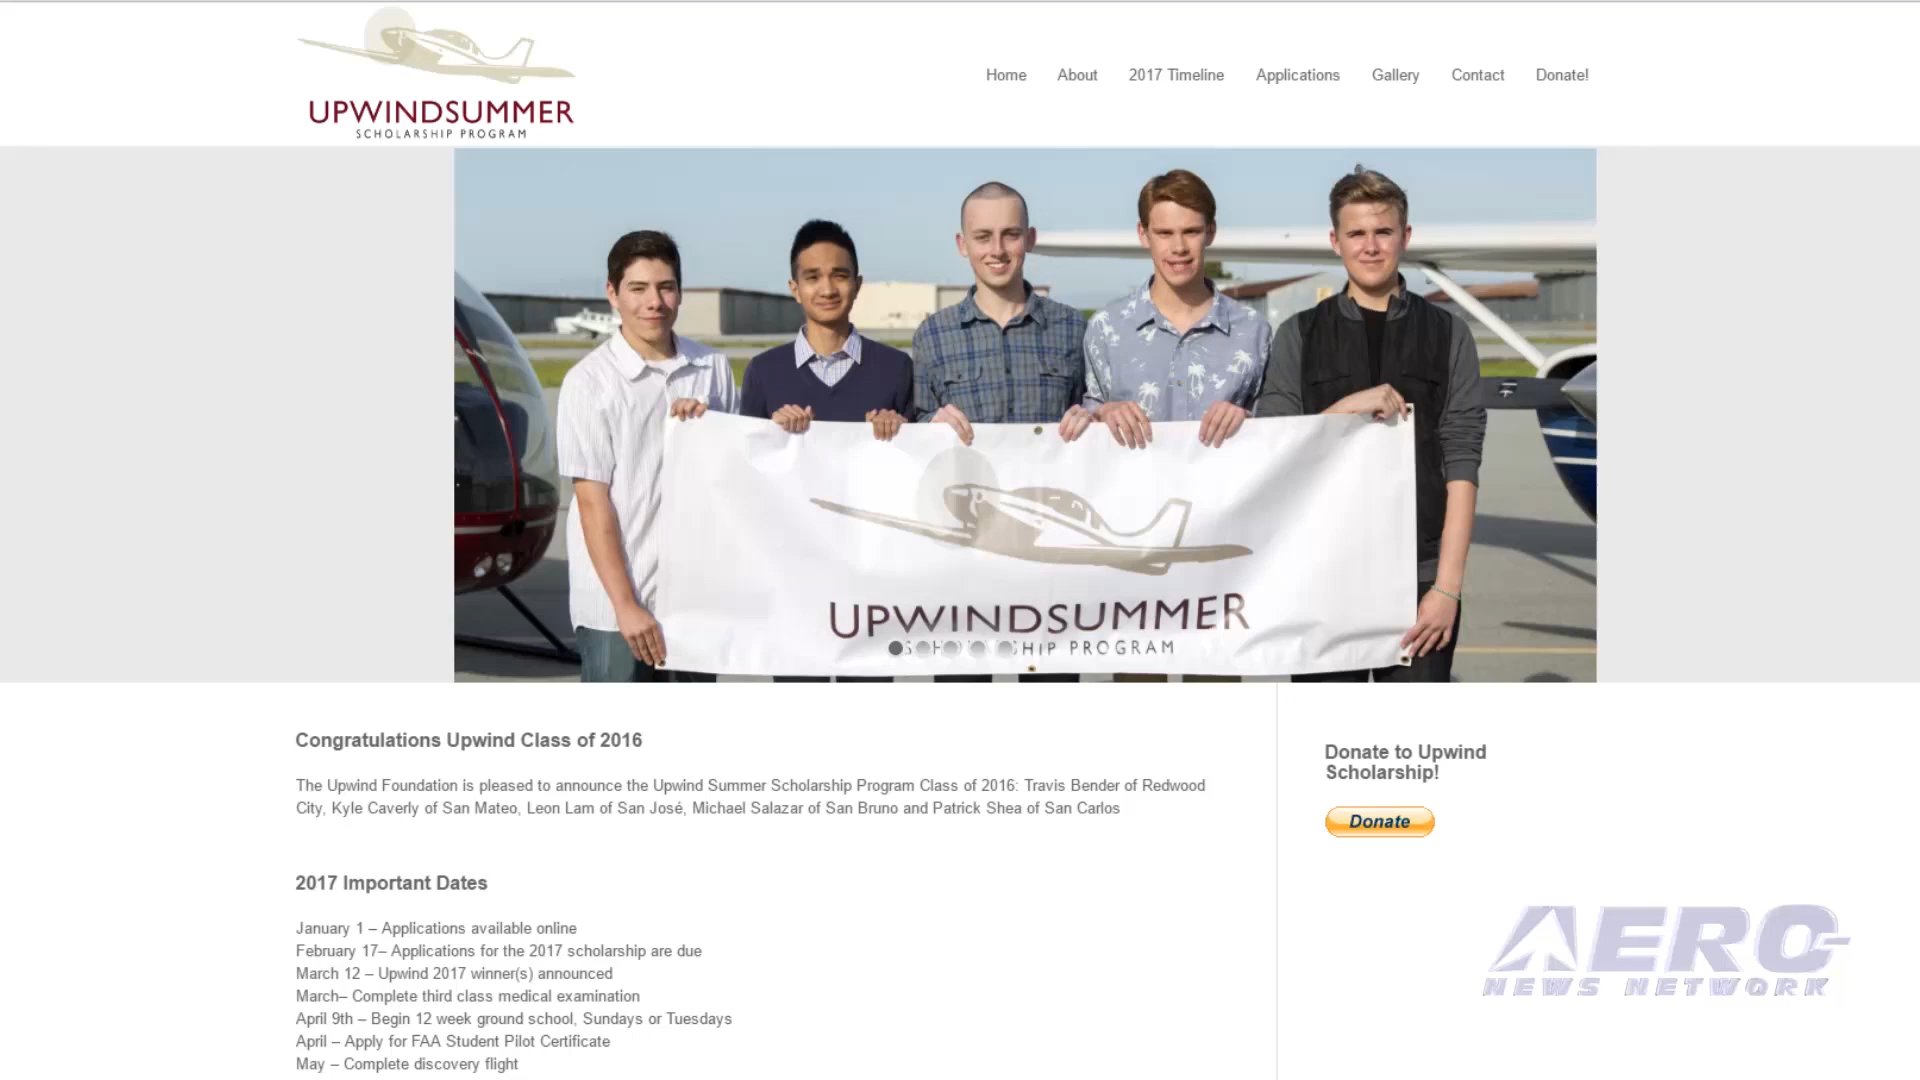 UPWINDSUMMER
SCHOLARSHIP PROGRAM
Home About 2017 Timeline Applications Gallery Contact Donate!
UPWINDSUMMER
SHIP PROGRAM
Congratulations Upwind Class of 2016
The Upwind Foundation is pleased to announce the Upwind Summer Scholarship Program Class of 2016: Travis Bender of Redwood
City, Kyle Caverly of San Mateo, Leon Lam of San José, Michael Salazar of San Bruno and Patrick Shea of San Carlos
2017 Important Dates
January 1 – Applications available online
February 17– Applications for the 2017 scholarship are due
March 12 – Upwind 2017 winner(s) announced
March– Complete third class medical examination
April 9th – Begin 12 week ground school, Sundays or Tuesdays
April – Apply for FAA Student Pilot Certificate
May – Complete discovery flight
Donate to Upwind
Scholarship!
Donate
AERO
NEWS NETWORK